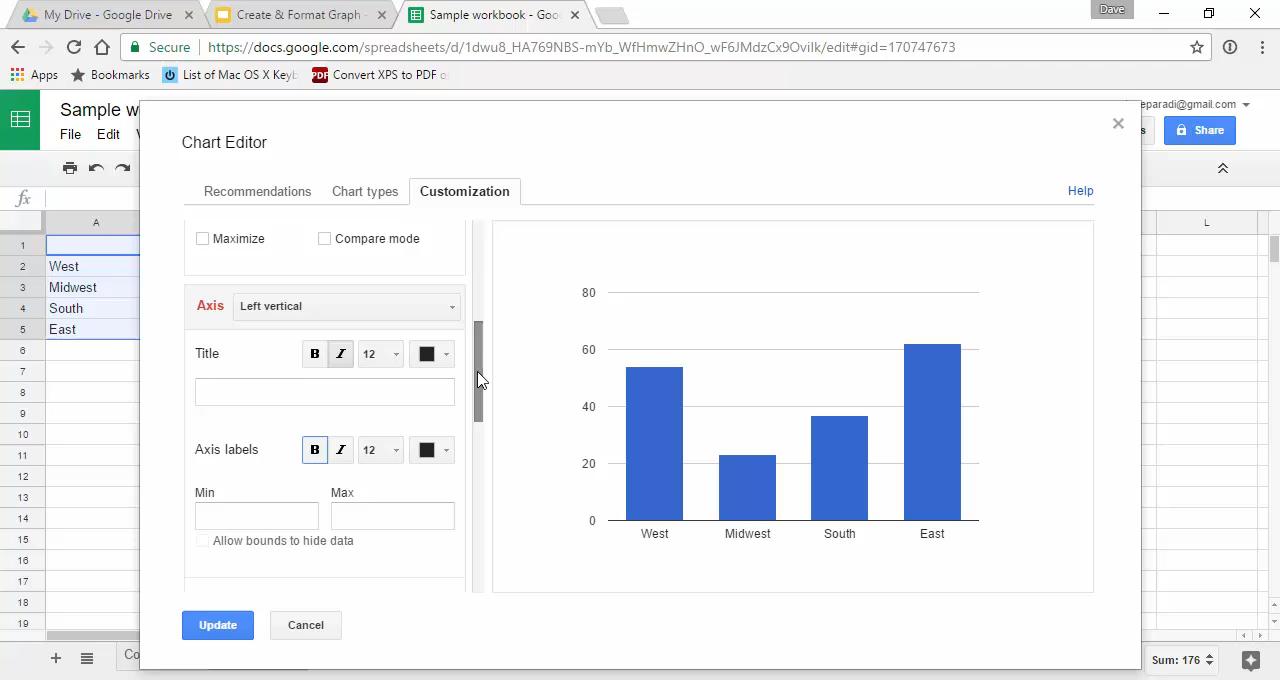 Dave
My Drive - Google Drive
Create & Format Graph -
Sample workbook - Goo
Secure https://docs.google.com/spreadsheets/d/1dwu8_HA769NBS-mYb_WfHmwZHnO_wF6JMdzCx9Ovilk/edit#gid=170747673
Apps Bookmarks List of Mac OS X Keyb PDF Convert XPS to PDF o
Sample w
eparadi@gmail.com
File Edit
s Share
Chart Editor
fx
Recommendations Chart types Customization Help
A L
1
2 West
3 Midwest
4 South
5 East
6
7
8
9
10
11
12
13
14
15
16
17
18
19
Maximize Compare mode
Axis Left vertical
Title B I 12
Axis labels B I 12
Min Max
Allow bounds to hide data
80
60
40
20
0
West Midwest South East
Update Cancel
Co
Sum: 176